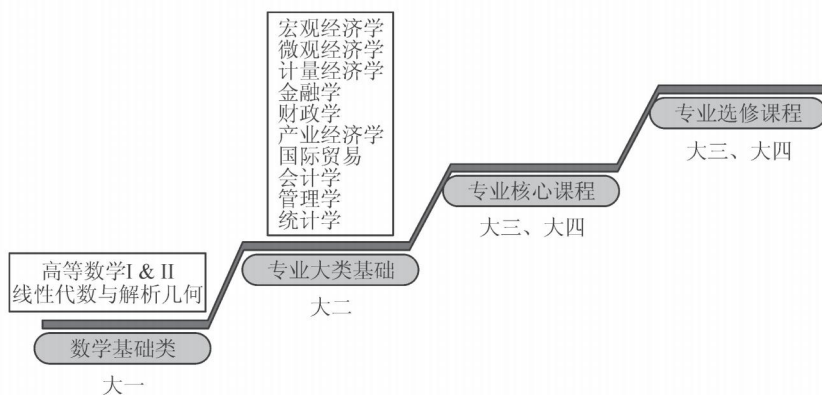 高等数学I & II
线性代数与解析几何
数学基础类
大一
宏观经济学
微观经济学
计量经济学
金融学
财政学
产业经济学
国际贸易
会计学
管理学
统计学
专业大类基础
大二
专业核心课程
大三、大四
专业选修课程
大三、大四